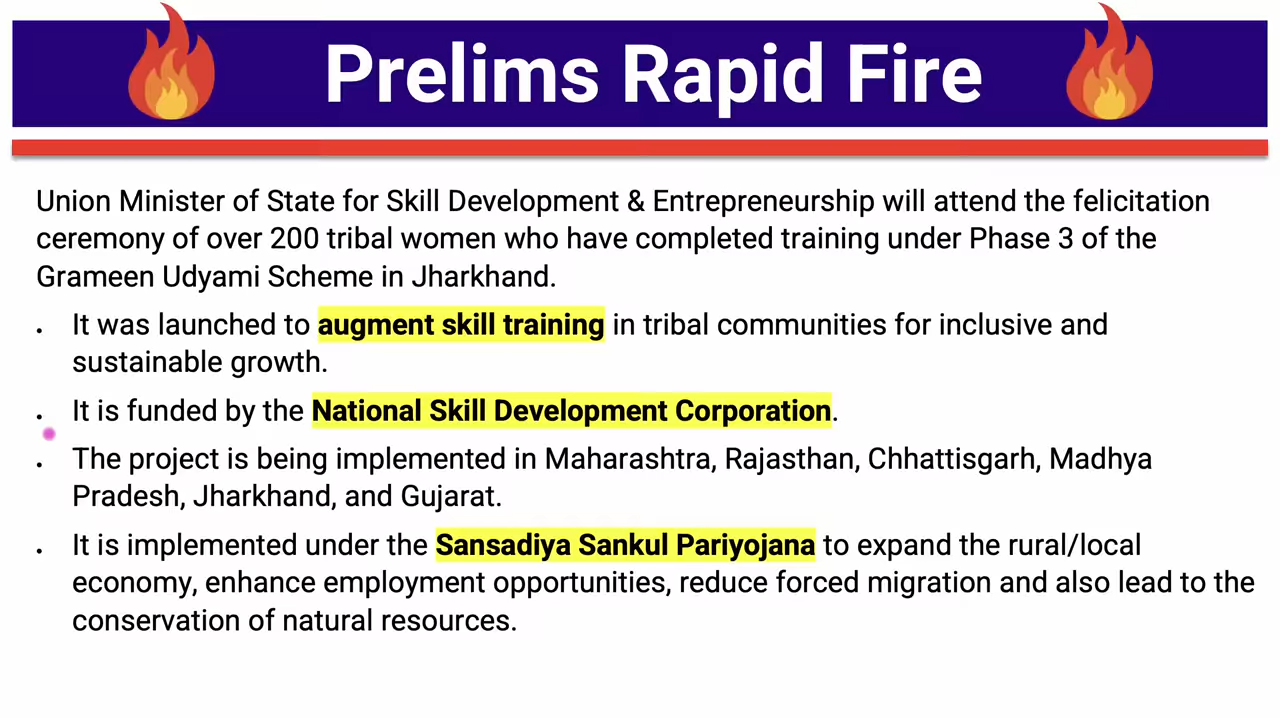 Prelims Rapid Fire
Union Minister of State for Skill Development & Entrepreneurship will attend the felicitation
ceremony of over 200 tribal women who have completed training under Phase 3 of the
Grameen Udyami Scheme in Jharkhand.
• It was launched to augment skill training in tribal communities for inclusive and
sustainable growth.
• It is funded by the National Skill Development Corporation.
• The project is being implemented in Maharashtra, Rajasthan, Chhattisgarh, Madhya
Pradesh, Jharkhand, and Gujarat.
• It is implemented under the Sansadiya Sankul Pariyojana to expand the rural/local
economy, enhance employment opportunities, reduce forced migration and also lead to the
conservation of natural resources.